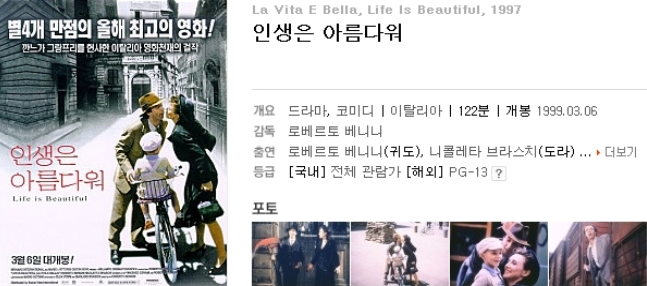 별4개 만점의 올해 최고의 영화!
깐느가 그랑프리를 헌사한 이탈리아 영화천재의 걸작
인생은
아름다워
Life is Beautiful
3월 6일 대개봉!
La Vita E Bella, Life Is Beautiful, 1997
인생은 아름다워
개요 드라마, 코미디 | 이탈리아 | 122분 | 개봉 1999.03.06
감독 로베르토 베니니
출연 로베르토 베니니(귀도), 니콜레타 브라스치(도라) ... 더보기
등급 [국내] 전체 관람가 [해외] PG-13 ?
포토